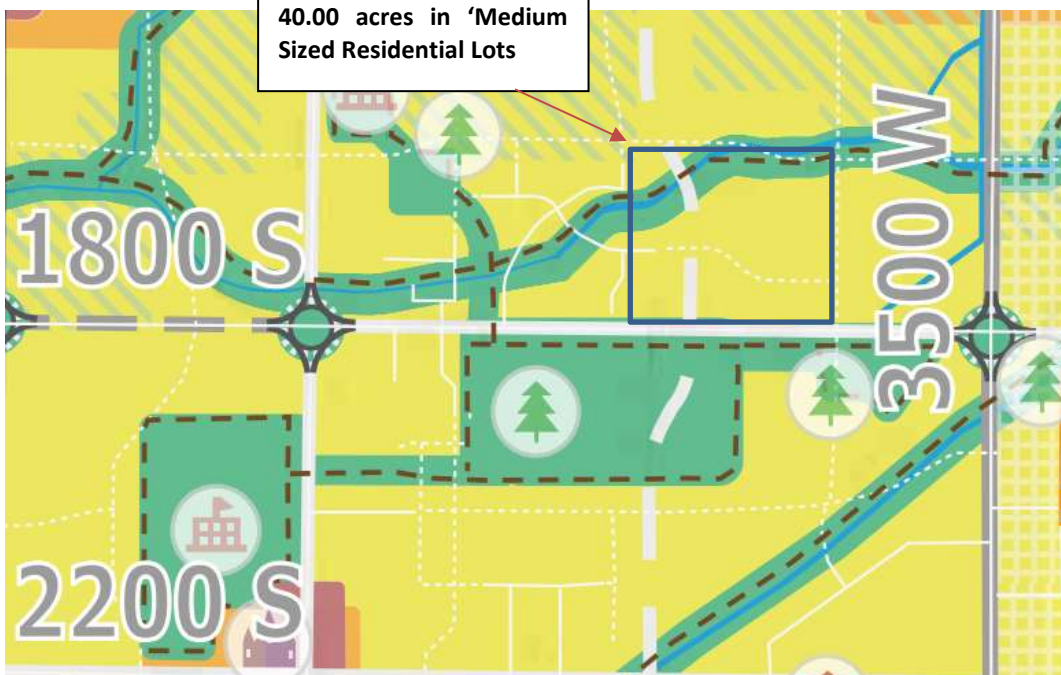 40.00 acres in ‘Medium
Sized Residential Lots
1800 S
3500 W
2200 S